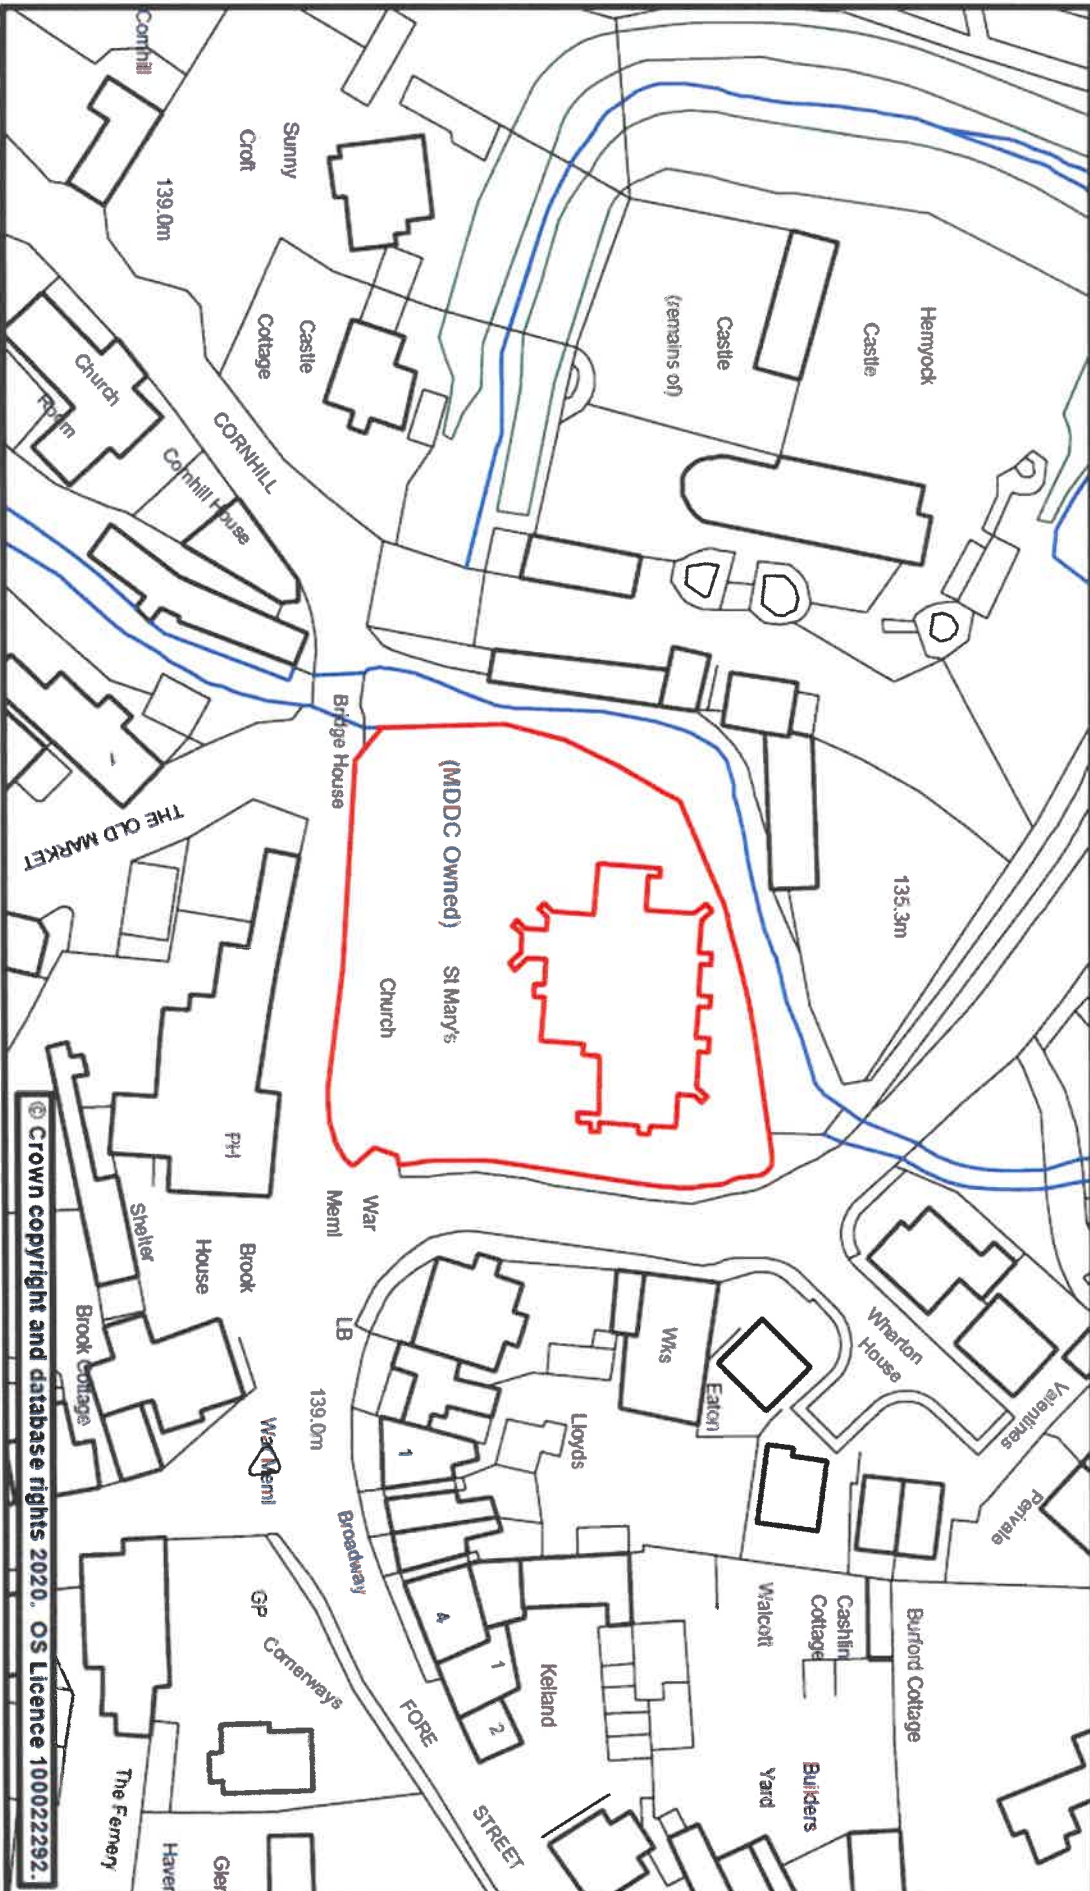 Cornhill
Sunny
Croft
139.0m
Castle
Cottage
Hemyock
Castle
Castle
(remains of)
Church
Room
CORNHILL
Cornhill House
Bridge House
THE OLD MARKET
(MDDC Owned)
St Mary's
Church
135.3m
PH
War
Meml
Shelter
Brook
House
Brook Cottage
LB
139.0m
War Meml
Wks
Eaton
Lloyds
Wharton
House
Valentines
Perivale
1
4
1
2
Broadway
Kelland
Walcott
Cashlin
Cottage
Burford Cottage
Builders
Yard
GP
Cornerways
FORE
STREET
The Fernery
Haven
Glen
© Crown copyright and database rights 2020. OS Licence 100022292.